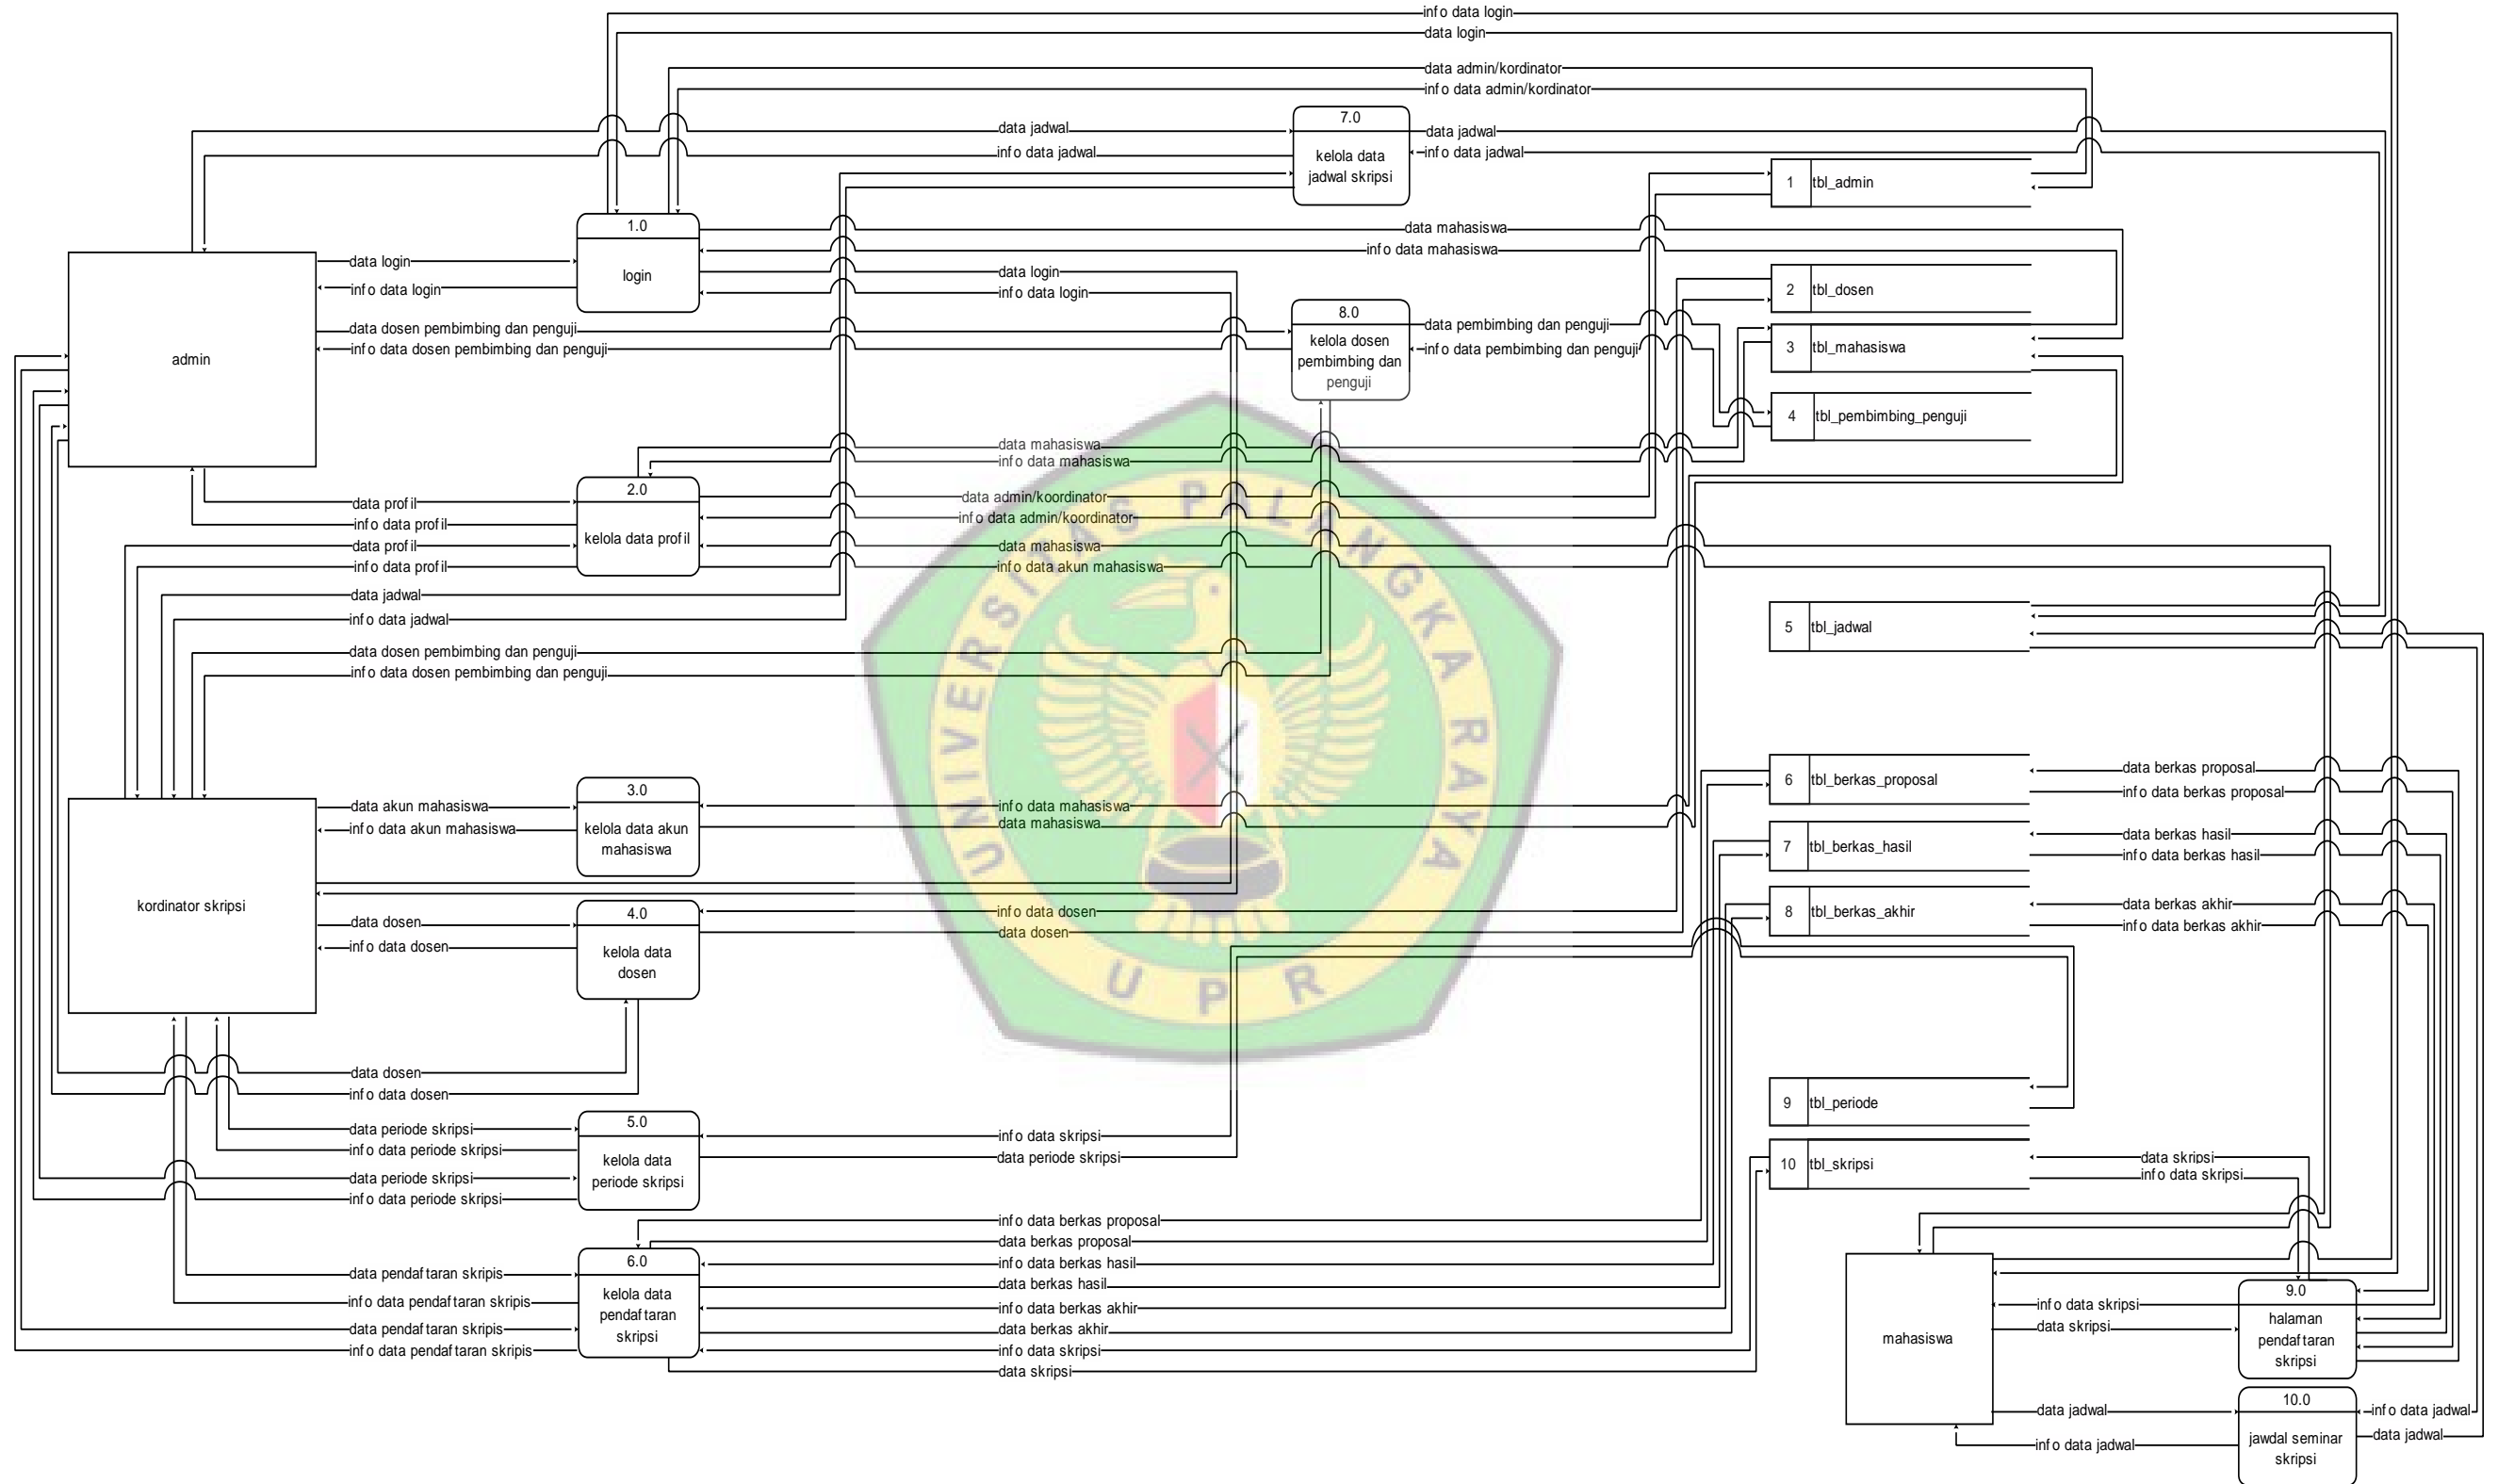 info data login
data login
data admin/kordinator
info data admin/kordinator
7.0
kelola data
jadwal skripsi
data jadwal
info data jadwal
data jadwal
info data jadwal
1 tbl_admin
1.0
login
data mahasiswa
info data mahasiswa
data login
info data login
data login
info data login
2 tbl_dosen
8.0
kelola dosen
pembimbing dan
penguji
data dosen pembimbing dan penguji
info data dosen pembimbing dan penguji
data pembimbing dan penguji
info data pembimbing dan penguji
3 tbl_mahasiswa
admin
4 tbl_pembimbing_penguji
data mahasiswa
info data mahasiswa
2.0
kelola data profil
data profil
info data profil
data profil
info data profil
data admin/koordinator
info data admin/koordinator
data mahasiswa
info data akun mahasiswa
data jadwal
info data jadwal
5 tbl_jadwal
data dosen pembimbing dan penguji
info data dosen pembimbing dan penguji
UNIVERSITAS PALANGKA RAYA
UPR
3.0
kelola data akun
mahasiswa
data akun mahasiswa
info data akun mahasiswa
info data mahasiswa
data mahasiswa
6 tbl_berkas_proposal
data berkas proposal
info data berkas proposal
7 tbl_berkas_hasil
data berkas hasil
info data berkas hasil
8 tbl_berkas_akhir
data berkas akhir
info data berkas akhir
kordinator skripsi
4.0
kelola data
dosen
data dosen
info data dosen
info data dosen
data dosen
data dosen
info data dosen
9 tbl_periode
5.0
kelola data
periode skripsi
data periode skripsi
info data periode skripsi
data periode skripsi
info data periode skripsi
info data skripsi
data periode skripsi
10 tbl_skripsi
data skripsi
info data skripsi
info data berkas proposal
data berkas proposal
info data berkas hasil
data berkas hasil
info data berkas akhir
data berkas akhir
info data skripsi
data skripsi
6.0
kelola data
pendaftaran
skripsi
data pendaftaran skripis
info data pendaftaran skripis
data pendaftaran skripis
info data pendaftaran skripis
mahasiswa
info data skripsi
data skripsi
9.0
halaman
pendaftaran
skripsi
data jadwal
info data jadwal
10.0
jawdal seminar
skripsi
info data jadwal
data jadwal